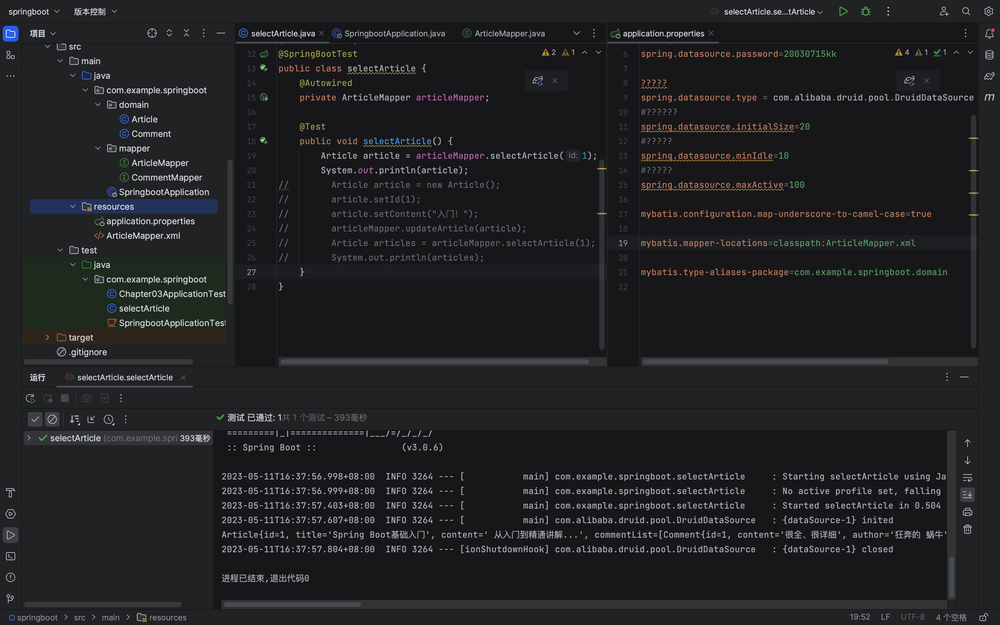 springboot 版本控制 selectArticle.se...tArticle
项目
src
main
java
com.example.springboot
domain
Article
Comment
mapper
ArticleMapper
CommentMapper
SpringbootApplication
resources
application.properties
ArticleMapper.xml
test
java
com.example.springboot
Chapter03ApplicationTest
selectArticle
SpringbootApplicationTest
target
.gitignore
selectArticle.java SpringbootApplication.java ArticleMapper.java
2 1
12 @SpringBootTest
13 public class selectArticle {
14 @Autowired
15 private ArticleMapper articleMapper;
16
17 @Test
18 public void selectArticle() {
19 Article article = articleMapper.selectArticle( id: 1);
20 System.out.println(article);
21 // Article article = new Article();
22 // article.setId(1);
23 // article.setContent("入门! ");
24 // articleMapper.updateArticle(article);
25 // Article articles = articleMapper.selectArticle(1);
26 // System.out.println(articles);
27 }
28 }
application.properties
4 1 1
6 spring.datasource.password=20030715kk
7
8 ?????
9 spring.datasource.type = com.alibaba.druid.pool.DruidDataSource
10 #??????
11 spring.datasource.initialSize=20
12 #?????
13 spring.datasource.minIdle=10
14 #?????
15 spring.datasource.maxActive=100
16
17 mybatis.configuration.map-underscore-to-camel-case=true
18
19 mybatis.mapper-locations=classpath:ArticleMapper.xml
20
21 mybatis.type-aliases-package=com.example.springboot.domain
22
m
运行 selectArticle.selectArticle
测试 已通过: 1共 1 个测试 – 393毫秒
selectArticle (com.example.spri 393毫秒
=========|_|==============|___/=/_/_/_/
:: Spring Boot :: (v3.0.6)
2023-05-11T16:37:56.998+08:00 INFO 3264 --- [ main] com.example.springboot.selectArticle : Starting selectArticle using Ja
2023-05-11T16:37:56.999+08:00 INFO 3264 --- [ main] com.example.springboot.selectArticle : No active profile set, falling
2023-05-11T16:37:57.403+08:00 INFO 3264 --- [ main] com.example.springboot.selectArticle : Started selectArticle in 0.504
2023-05-11T16:37:57.607+08:00 INFO 3264 --- [ main] com.alibaba.druid.pool.DruidDataSource : {dataSource-1} inited
Article{id=1, title='Spring Boot基础入门', content=' 从入门到精通讲解...', commentList=[Comment{id=1, content='很全、很详细', author='狂奔的 蜗牛'
2023-05-11T16:37:57.804+08:00 INFO 3264 --- [ionShutdownHook] com.alibaba.druid.pool.DruidDataSource : {dataSource-1} closed
进程已结束,退出代码0
springboot > src > main > resources
19:52 LF UTF-8 4 个空格